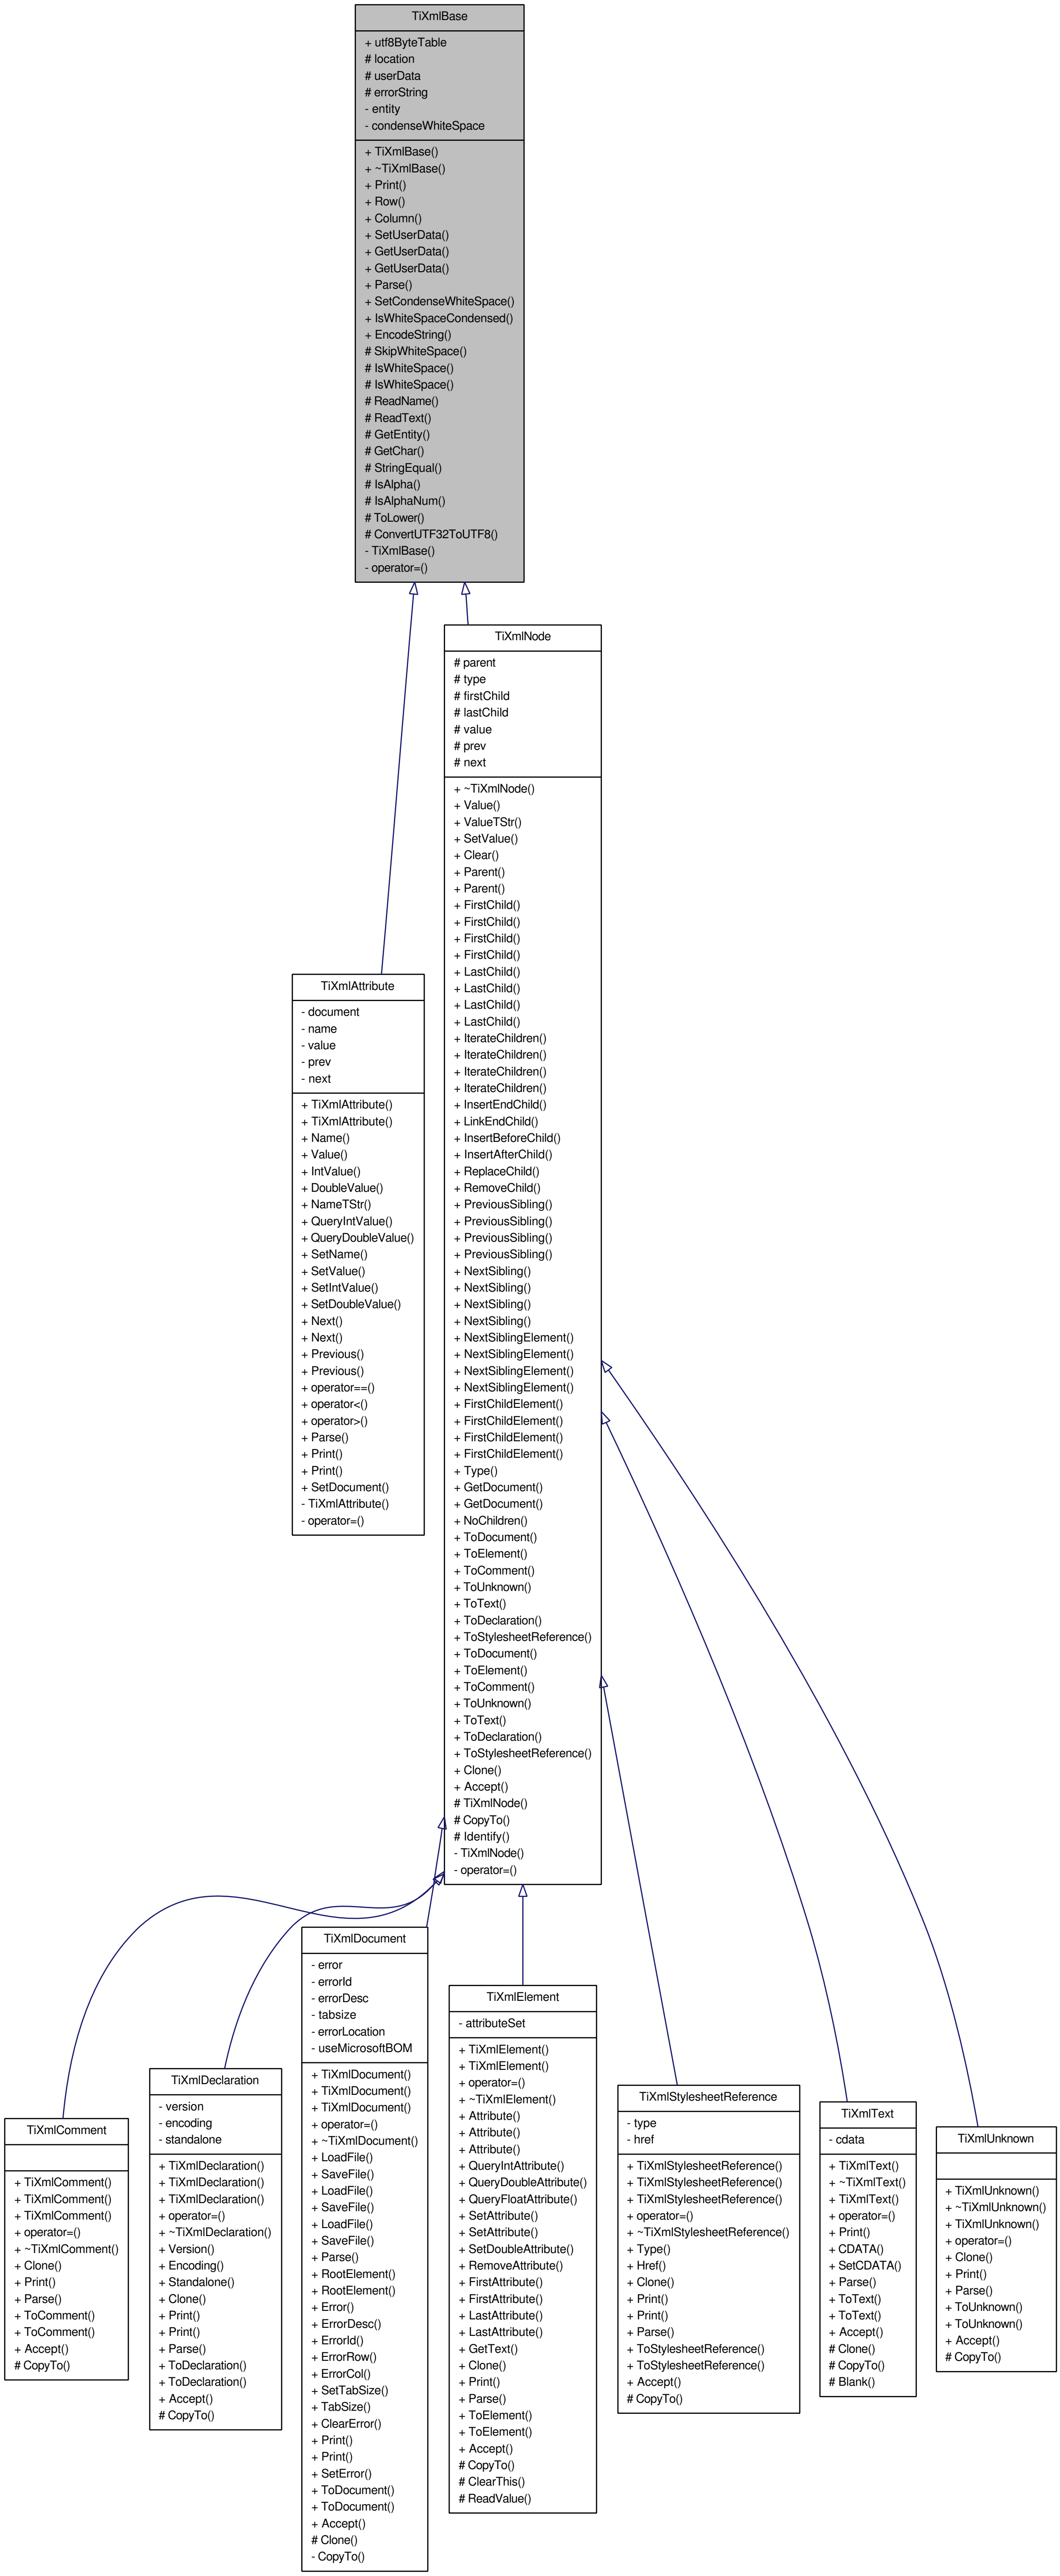 TiXmlBase
+ utf8ByteTable
# location
# userData
# errorString
- entity
- condenseWhiteSpace
+ TiXmlBase()
+ ~TiXmlBase()
+ Print()
+ Row()
+ Column()
+ SetUserData()
+ GetUserData()
+ GetUserData()
+ Parse()
+ SetCondenseWhiteSpace()
+ IsWhiteSpaceCondensed()
+ EncodeString()
# SkipWhiteSpace()
# IsWhiteSpace()
# IsWhiteSpace()
# ReadName()
# ReadText()
# GetEntity()
# GetChar()
# StringEqual()
# IsAlpha()
# IsAlphaNum()
# ToLower()
# ConvertUTF32ToUTF8()
- TiXmlBase()
- operator=()
TiXmlNode
# parent
# type
# firstChild
# lastChild
# value
# prev
# next
+ ~TiXmlNode()
+ Value()
+ ValueTStr()
+ SetValue()
+ Clear()
+ Parent()
+ Parent()
+ FirstChild()
+ FirstChild()
+ FirstChild()
+ FirstChild()
+ LastChild()
+ LastChild()
+ LastChild()
+ LastChild()
+ IterateChildren()
+ IterateChildren()
+ IterateChildren()
+ IterateChildren()
+ InsertEndChild()
+ LinkEndChild()
+ InsertBeforeChild()
+ InsertAfterChild()
+ ReplaceChild()
+ RemoveChild()
+ PreviousSibling()
+ PreviousSibling()
+ PreviousSibling()
+ PreviousSibling()
+ NextSibling()
+ NextSibling()
+ NextSibling()
+ NextSibling()
+ NextSiblingElement()
+ NextSiblingElement()
+ NextSiblingElement()
+ NextSiblingElement()
+ FirstChildElement()
+ FirstChildElement()
+ FirstChildElement()
+ FirstChildElement()
+ Type()
+ GetDocument()
+ GetDocument()
+ NoChildren()
+ ToDocument()
+ ToElement()
+ ToComment()
+ ToUnknown()
+ ToText()
+ ToDeclaration()
+ ToStylesheetReference()
+ ToDocument()
+ ToElement()
+ ToComment()
+ ToUnknown()
+ ToText()
+ ToDeclaration()
+ ToStylesheetReference()
+ Clone()
+ Accept()
# TiXmlNode()
# CopyTo()
# Identify()
- TiXmlNode()
- operator=()
TiXmlAttribute
- document
- name
- value
- prev
- next
+ TiXmlAttribute()
+ TiXmlAttribute()
+ Name()
+ Value()
+ IntValue()
+ DoubleValue()
+ NameTStr()
+ QueryIntValue()
+ QueryDoubleValue()
+ SetName()
+ SetValue()
+ SetIntValue()
+ SetDoubleValue()
+ Next()
+ Next()
+ Previous()
+ Previous()
+ operator==()
+ operator<()
+ operator>()
+ Parse()
+ Print()
+ Print()
+ SetDocument()
- TiXmlAttribute()
- operator=()
TiXmlComment
+ TiXmlComment()
+ TiXmlComment()
+ TiXmlComment()
+ operator=()
+ ~TiXmlComment()
+ Clone()
+ Print()
+ Parse()
+ ToComment()
+ ToComment()
+ Accept()
# CopyTo()
TiXmlDeclaration
- version
- encoding
- standalone
+ TiXmlDeclaration()
+ TiXmlDeclaration()
+ TiXmlDeclaration()
+ operator=()
+ ~TiXmlDeclaration()
+ Version()
+ Encoding()
+ Standalone()
+ Clone()
+ Print()
+ Print()
+ Parse()
+ ToDeclaration()
+ ToDeclaration()
+ Accept()
# CopyTo()
TiXmlDocument
- error
- errorId
- errorDesc
- tabsize
- errorLocation
- useMicrosoftBOM
+ TiXmlDocument()
+ TiXmlDocument()
+ TiXmlDocument()
+ operator=()
+ ~TiXmlDocument()
+ LoadFile()
+ SaveFile()
+ LoadFile()
+ SaveFile()
+ LoadFile()
+ SaveFile()
+ Parse()
+ RootElement()
+ RootElement()
+ Error()
+ ErrorDesc()
+ ErrorId()
+ ErrorRow()
+ ErrorCol()
+ SetTabSize()
+ TabSize()
+ ClearError()
+ Print()
+ Print()
+ SetError()
+ ToDocument()
+ ToDocument()
+ Accept()
# Clone()
- CopyTo()
TiXmlElement
- attributeSet
+ TiXmlElement()
+ TiXmlElement()
+ operator=()
+ ~TiXmlElement()
+ Attribute()
+ Attribute()
+ Attribute()
+ QueryIntAttribute()
+ QueryDoubleAttribute()
+ QueryFloatAttribute()
+ SetAttribute()
+ SetAttribute()
+ SetDoubleAttribute()
+ RemoveAttribute()
+ FirstAttribute()
+ FirstAttribute()
+ LastAttribute()
+ LastAttribute()
+ GetText()
+ Clone()
+ Print()
+ Parse()
+ ToElement()
+ ToElement()
+ Accept()
# CopyTo()
# ClearThis()
# ReadValue()
TiXmlStylesheetReference
- type
- href
+ TiXmlStylesheetReference()
+ TiXmlStylesheetReference()
+ TiXmlStylesheetReference()
+ operator=()
+ ~TiXmlStylesheetReference()
+ Type()
+ Href()
+ Clone()
+ Print()
+ Print()
+ Parse()
+ ToStylesheetReference()
+ ToStylesheetReference()
+ Accept()
# CopyTo()
TiXmlText
- cdata
+ TiXmlText()
+ ~TiXmlText()
+ TiXmlText()
+ operator=()
+ Print()
+ CDATA()
+ SetCDATA()
+ Parse()
+ ToText()
+ ToText()
+ Accept()
# Clone()
# CopyTo()
# Blank()
TiXmlUnknown
+ TiXmlUnknown()
+ ~TiXmlUnknown()
+ TiXmlUnknown()
+ operator=()
+ Clone()
+ Print()
+ Parse()
+ ToUnknown()
+ ToUnknown()
+ Accept()
# CopyTo()